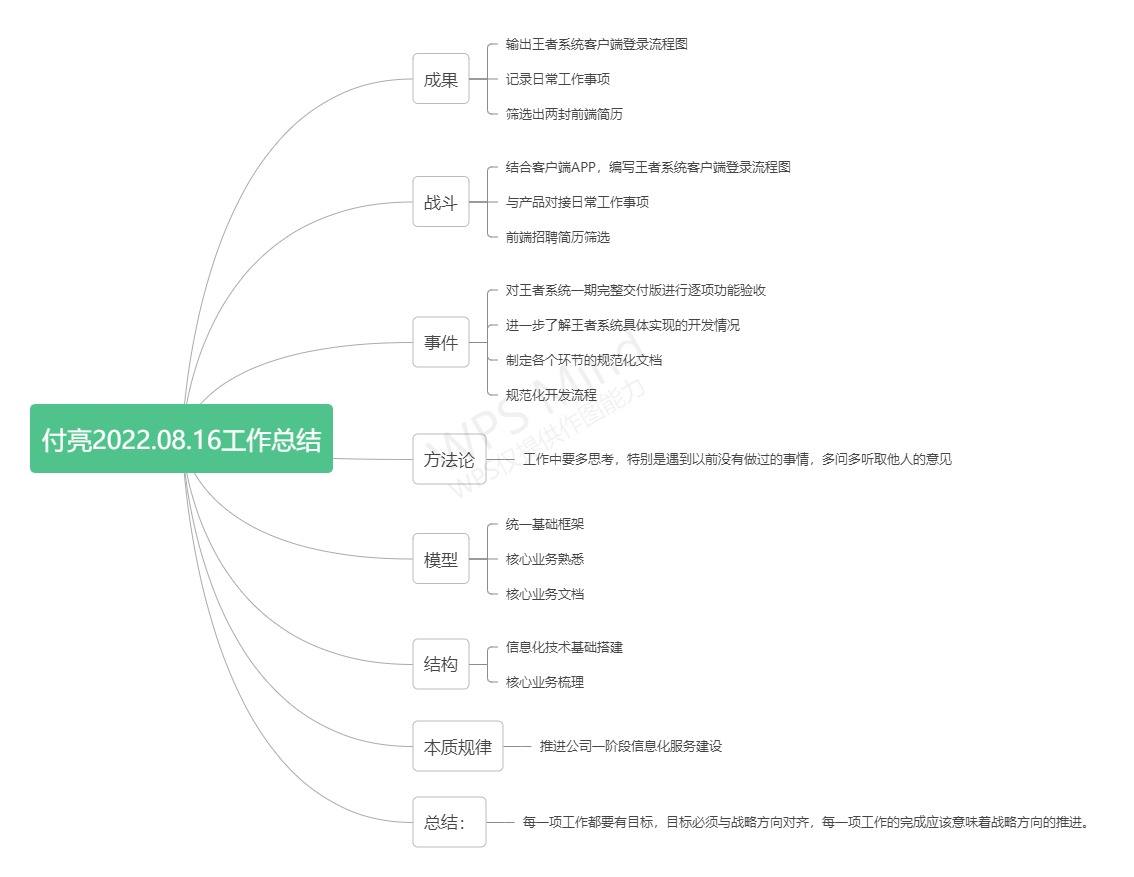 付亮2022.08.16工作总结
成果
输出王者系统客户端登录流程图
记录日常工作事项
筛选出两封前端简历
战斗
结合客户端APP，编写王者系统客户端登录流程图
与产品对接日常工作事项
前端招聘简历筛选
事件
对王者系统一期完整交付版进行逐项功能验收
进一步了解王者系统具体实现的开发情况
制定各个环节的规范化文档
规范化开发流程
方法论
工作中要多思考，特别是遇到以前没有做过的事情，多问多听取他人的意见
模型
统一基础框架
核心业务熟悉
核心业务文档
结构
信息化技术基础搭建
核心业务梳理
本质规律
推进公司一阶段信息化服务建设
总结：
每一项工作都要有目标，目标必须与战略方向对齐，每一项工作的完成应该意味着战略方向的推进。
WPS Mind
WPS仅提供作图能力